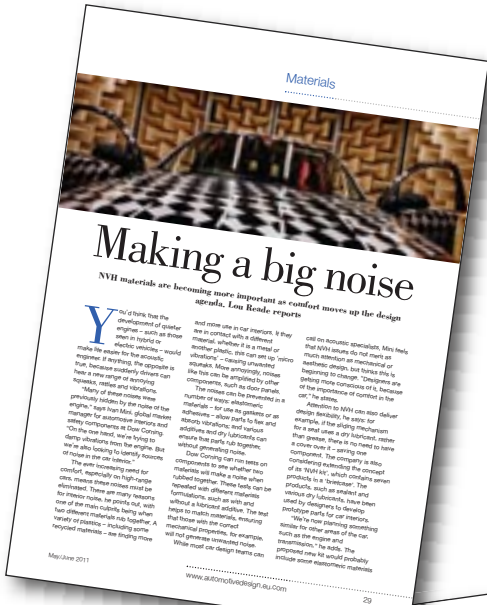 Materials
Making a big noise
NVH materials are becoming more important as comfort moves up the design
agenda. Lou Reade reports
You'd think that the
development of quieter
engines – such as those
seen in hybrid or
electric vehicles – would
make life easier for the acoustic
engineer. If anything, the opposite is
true, because suddenly drivers can
hear a new range of annoying
squeaks, rattles and vibrations.
"Many of these noises were
previously hidden by the noise of the
engine," says Ivan Mini, global market
manager for automotive interiors and
safety components at Dow Corning.
"On the one hand, we're trying to
damp vibrations from the engine. But
we're also looking to identify sources
of noise in the car interior."
The ever increasing need for
comfort, especially on high-range
cars, means these noises must be
eliminated. There are many reasons
for interior noise, he points out, with
one of the main culprits being when
two different materials rub together. A
variety of plastics – including some
recycled materials – are finding more
and more use in car interiors. If they
are in contact with a different
material, whether it is a metal or
another plastic, this can set up 'micro
vibrations' – causing unwanted
squeaks. More annoyingly, noises
like this can be amplified by other
components, such as door panels.
The noises can be prevented in a
number of ways: elastomeric
materials – for use as gaskets or as
adhesives – allow parts to flex and
absorb vibrations; and various
additives and dry lubricants can
ensure that parts rub together,
without generating noise.
Dow Corning can run tests on
components to see whether two
materials will make a noise when
rubbed together. These tests can be
repeated with different materials
formulations, such as with and
without a lubricant additive. The test
helps to match materials, ensuring
that those with the correct
mechanical properties, for example,
will not generate unwanted noise.
While most car design teams can
call on acoustic specialists, Mini feels
that NVH issues do not merit as
much attention as mechanical or
aesthetic design, but thinks this is
beginning to change. "Designers are
getting more conscious of it, because
of the importance of comfort in the
car," he states.
Attention to NVH can also deliver
design flexibility, he says: for
example, if the sliding mechanism
for a seat uses a dry lubricant, rather
than grease, there is no need to have
a cover over it – saving one
component. The company is also
considering extending the concept
of its 'NVH kit', which contains seven
products in a 'briefcase'. The
products, such as sealant and
various dry lubricants, have been
used by designers to develop
prototype parts for car interiors.
"We're now planning something
similar for other areas of the car,
such as the engine and
transmission," he adds. The
proposed new kit would probably
include some elastomeric materials
May/June 2011
www.automotivedesign.eu.com
29